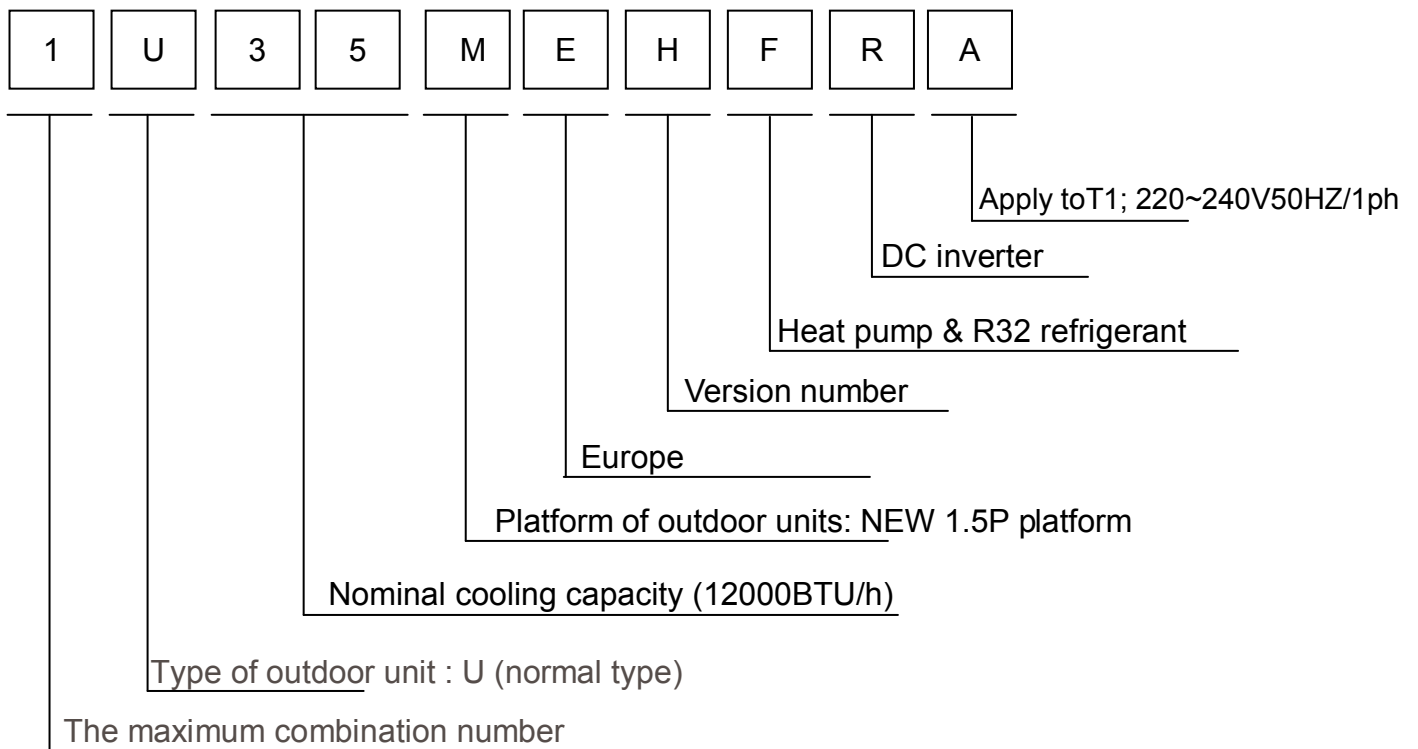 1 U 3 5 M E H F R A
Apply toT1; 220~240V50HZ/1ph
DC inverter
Heat pump & R32 refrigerant
Version number
Europe
Platform of outdoor units: NEW 1.5P platform
Nominal cooling capacity (12000BTU/h)
Type of outdoor unit : U (normal type)
The maximum combination number